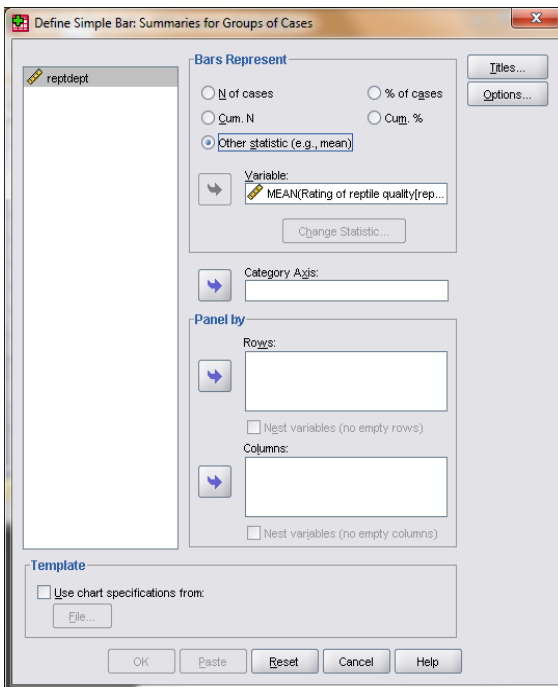 Define Simple Bar: Summaries for Groups of Cases
reptdept
Bars Represent
N of cases
% of cases
Cum. N
Cum. %
Other statistic (e.g., mean)
Variable:
MEAN(Rating of reptile quality[rep...
Change Statistic...
Category Axis:
Panel by
Rows:
Nest variables (no empty rows)
Columns:
Nest variables (no empty columns)
Titles...
Options...
Template
Use chart specifications from:
File...
OK
Paste
Reset
Cancel
Help